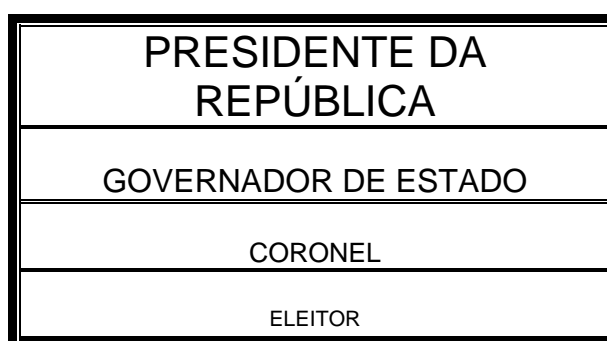 PRESIDENTE DA
REPÚBLICA
GOVERNADOR DE ESTADO
CORONEL
ELEITOR